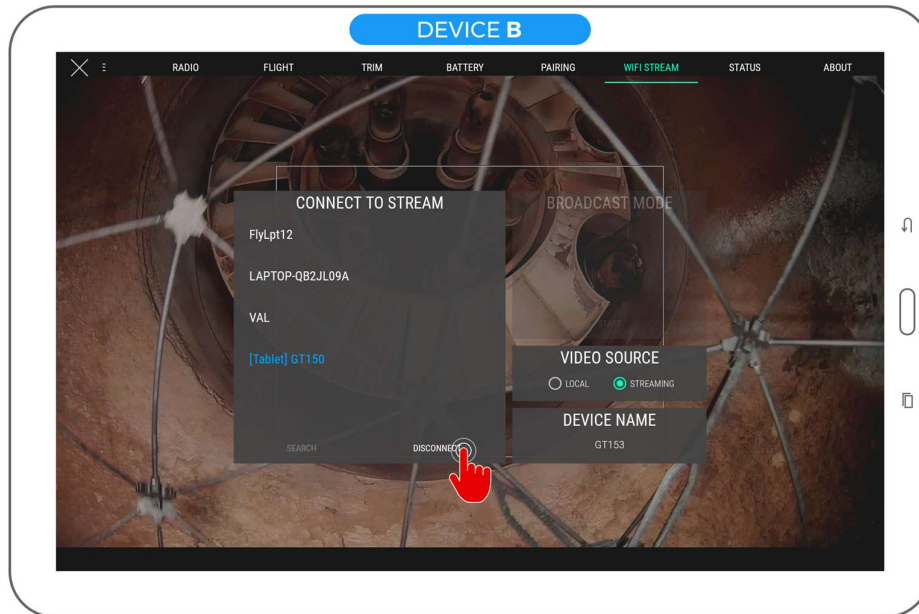 DEVICE B
RADIO FLIGHT TRIM BATTERY PAIRING WIFI STREAM STATUS ABOUT
CONNECT TO STREAM
FlyLpt12
LAPTOP-QB2JL09A
VAL
[Tablet] GT150
SEARCH DISCONNECT
BROADCAST MODE
START
VIDEO SOURCE
LOCAL STREAMING
DEVICE NAME
GT153